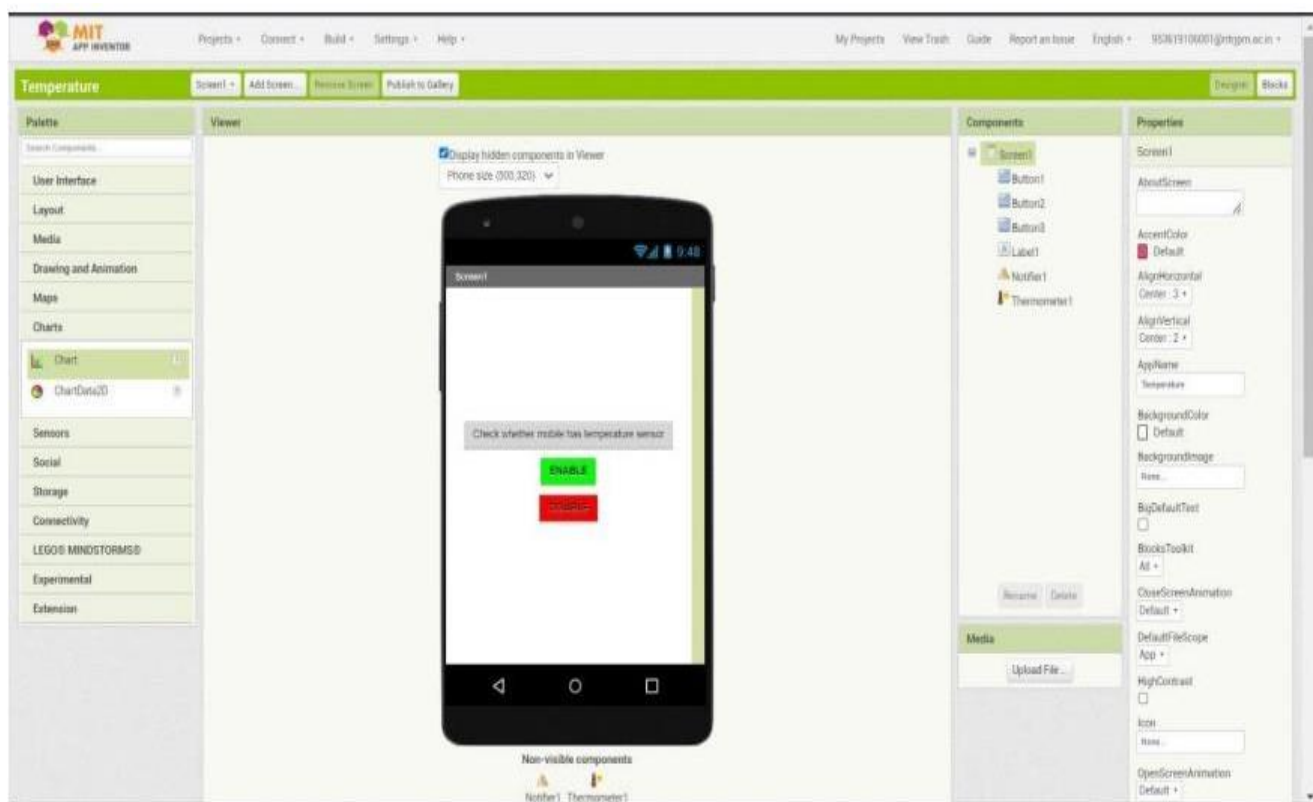 MIT
APP INVENTOR
Projects
Connect
Build
Settings
Help
My Projects
View Trash
Guide
Report an Issue
English
Temperature
Screen1
Add Screen...
Remove Screen
Publish to Gallery
Designer
Blocks
Palette
Search Components...
User Interface
Layout
Media
Drawing and Animation
Maps
Charts
Chart
ChartData2D
Sensors
Social
Storage
Connectivity
LEGO® MINDSTORMS®
Experimental
Extension
Viewer
Display hidden components in Viewer
Phone size (505,320)
9:48
Screen1
Check whether mobile has temperature sensor
ENABLE
Non-visible components
Notifier1
Thermometer1
Components
Screen1
Button1
Button2
Button3
Label1
Notifier1
Thermometer1
Rename
Delete
Media
Upload File ...
Properties
Screen1
AboutScreen
AccentColor
Default
AlignHorizontal
Center : 3
AlignVertical
Center : 2
AppName
Temperature
BackgroundColor
Default
BackgroundImage
None...
BigDefaultText
BlocksToolkit
All
CloseScreenAnimation
Default
DefaultFileScope
App
HighContrast
Icon
None...
OpenScreenAnimation
Default